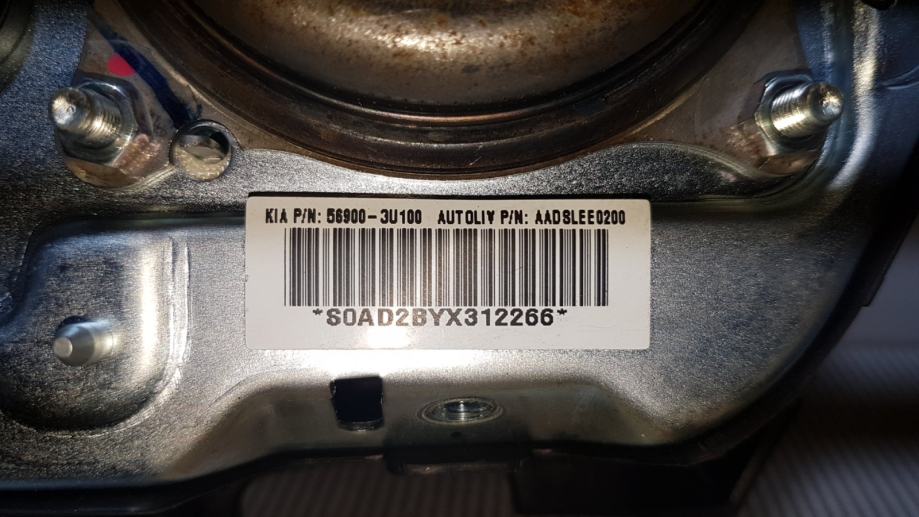 KIA P/N: 56900-3U100 AUTOLIV P/N: AADSLEE0200
*S0AD2BYX312266*